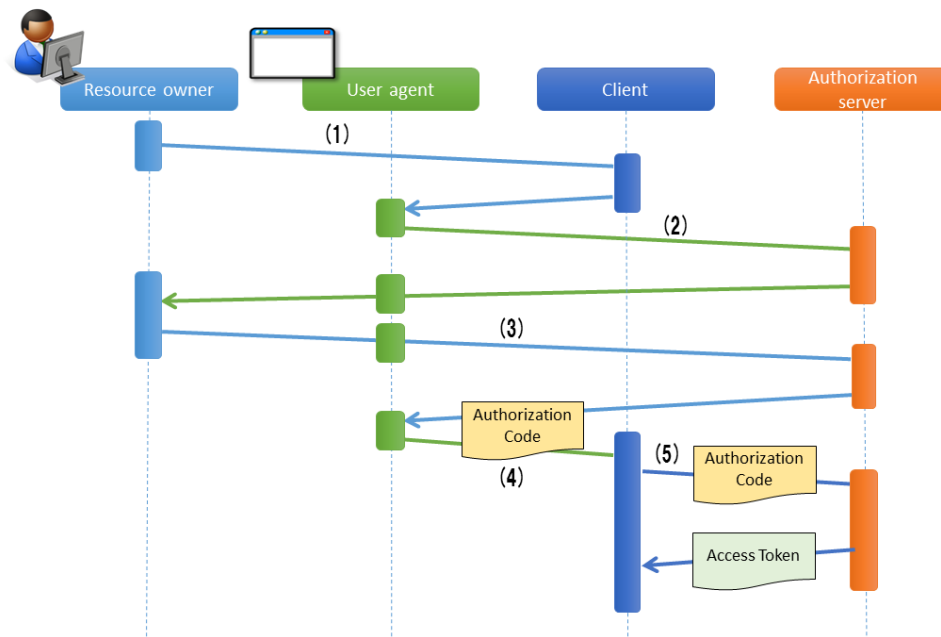 Resource owner
User agent
Client
Authorization
server
(1)
(2)
(3)
Authorization
Code
(4)
(5)
Authorization
Code
Access Token